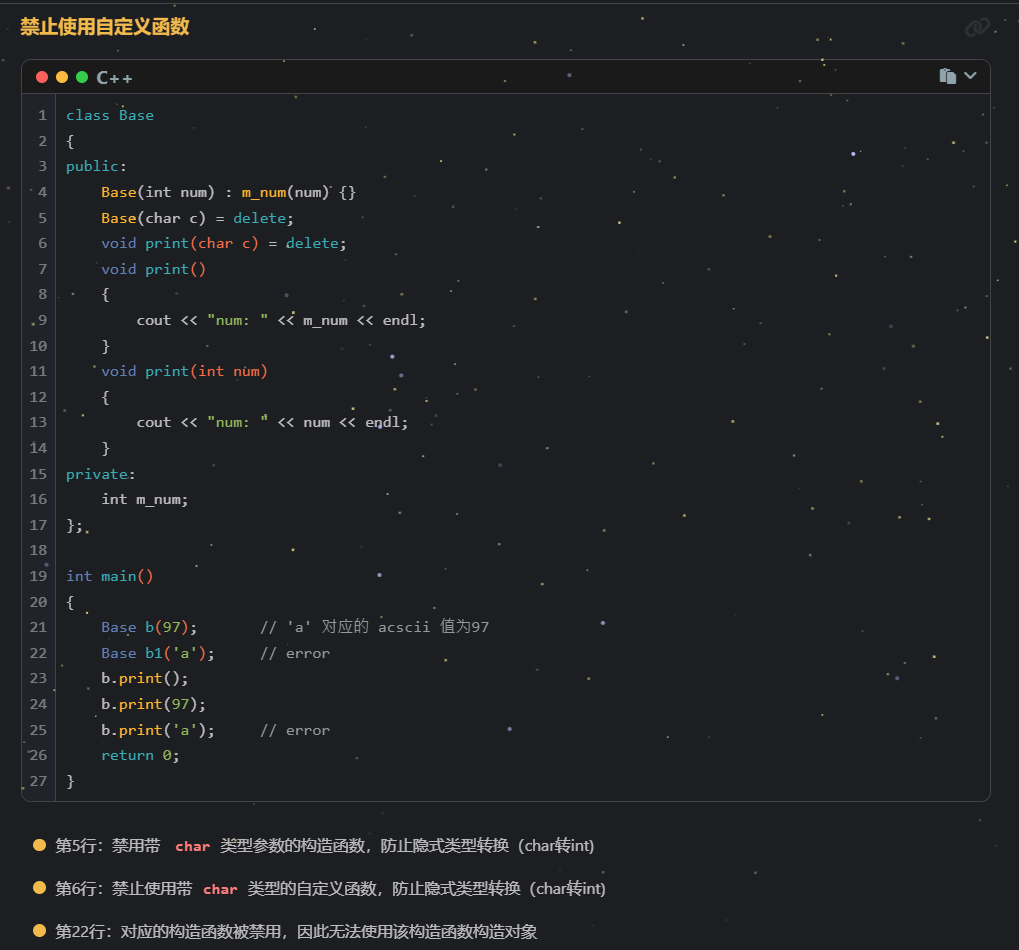 禁止使用自定义函数
C++
1 class Base
2 {
3 public:
4     Base(int num) : m_num(num) {}
5     Base(char c) = delete;
6     void print(char c) = delete;
7     void print()
8     {
9         cout << "num: " << m_num << endl;
10     }
11     void print(int num)
12     {
13         cout << "num: " << num << endl;
14     }
15 private:
16     int m_num;
17 };
18
19 int main()
20 {
21     Base b(97);       // 'a' 对应的 acscii 值为97
22     Base b1('a');     // error
23     b.print();
24     b.print(97);
25     b.print('a');     // error
26     return 0;
27 }
第5行：禁用带 char 类型参数的构造函数，防止隐式类型转换（char转int)
第6行：禁止使用带 char 类型的自定义函数，防止隐式类型转换（char转int)
第22行：对应的构造函数被禁用，因此无法使用该构造函数构造对象